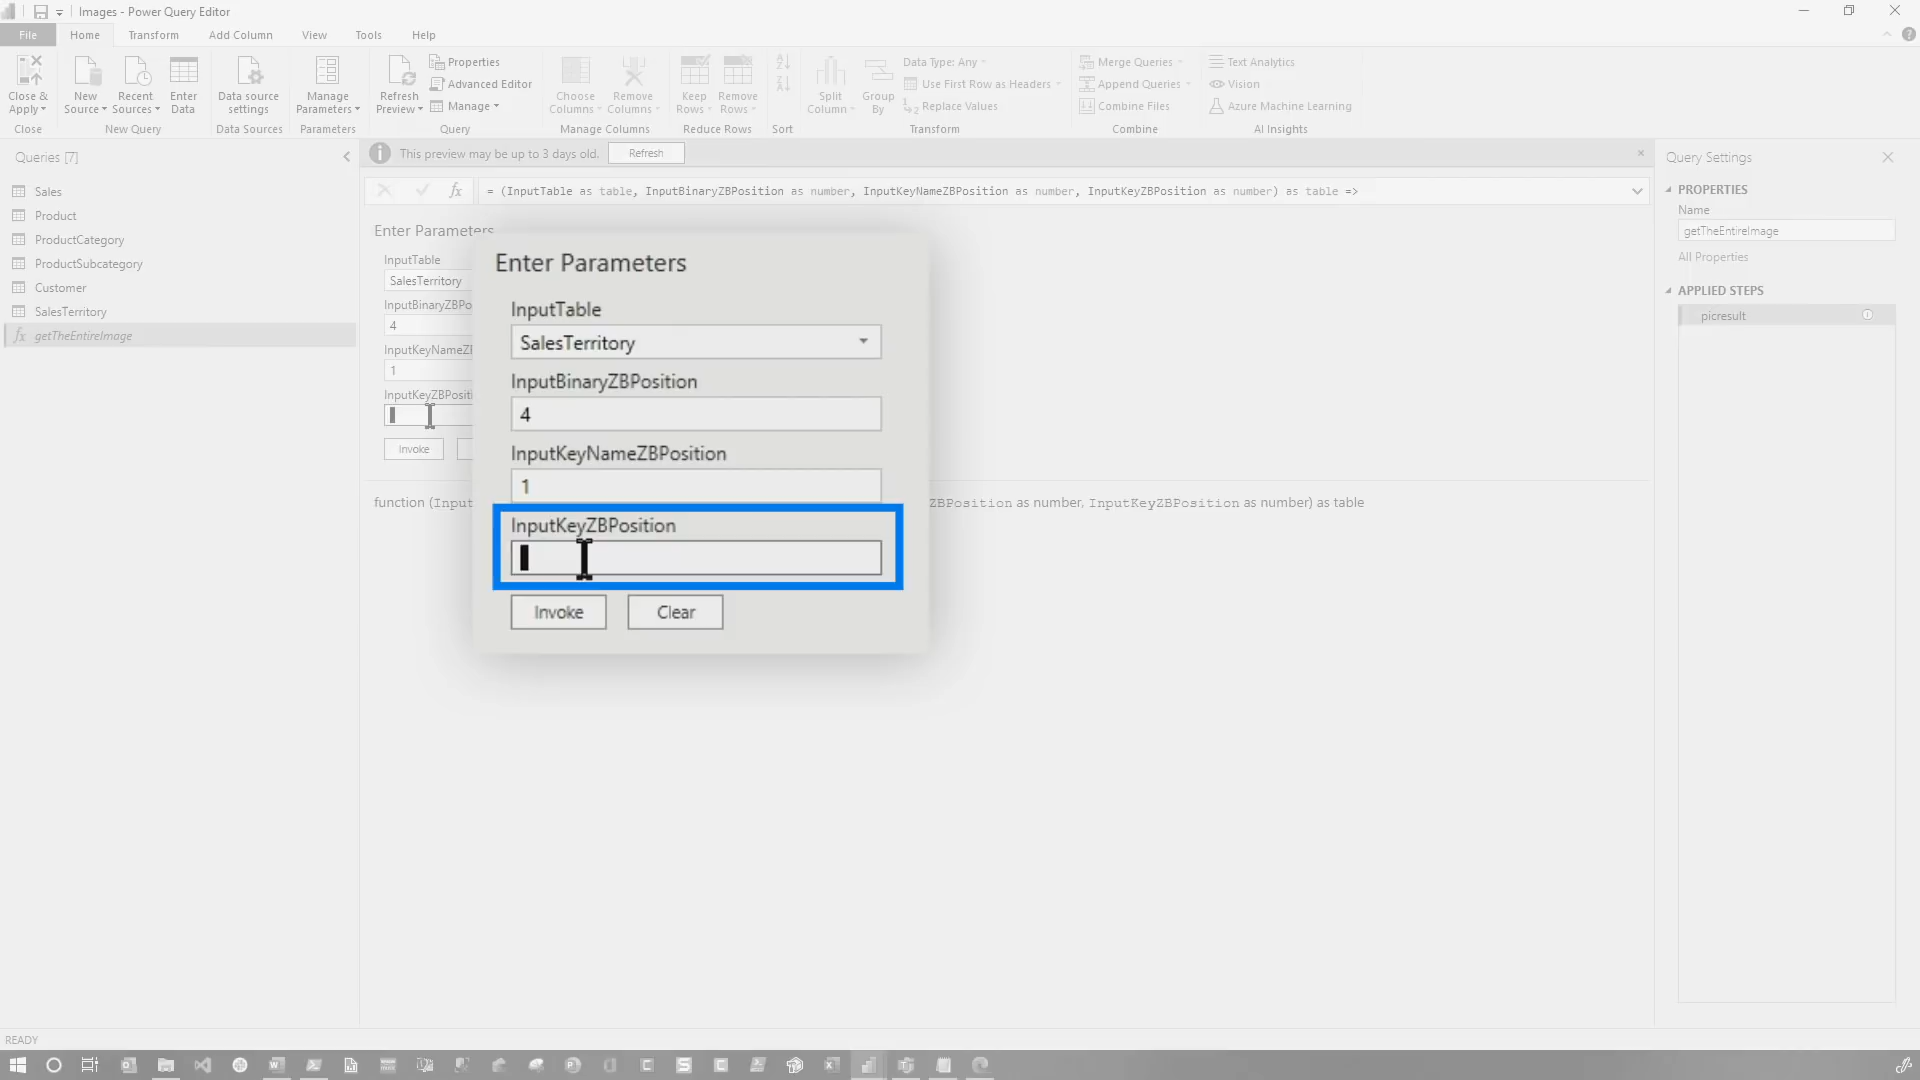 Images - Power Query Editor
File Home Transform Add Column View Tools Help
Close & Apply
New Source
Recent Sources
Enter Data
Data source settings
Manage Parameters
Refresh Preview
Properties
Advanced Editor
Manage
Choose Columns
Remove Columns
Keep Rows
Remove Rows
Split Column
Group By
Data Type: Any
Use First Row as Headers
Replace Values
Merge Queries
Append Queries
Combine Files
Text Analytics
Vision
Azure Machine Learning
Close New Query Data Sources Parameters Query Manage Columns Reduce Rows Sort Transform Combine AI Insights
Queries [7]
Sales
Product
ProductCategory
ProductSubcategory
Customer
SalesTerritory
fx getTheEntireImage
This preview may be up to 3 days old. Refresh
fx = (InputTable as table, InputBinaryZBPosition as number, InputKeyNameZBPosition as number, InputKeyZBPosition as number) as table =>
Enter Parameters
InputTable
SalesTerritory
InputBinaryZBPo
4
InputKeyNameZB
1
InputKeyZBPositi
Invoke
Enter Parameters
InputTable
SalesTerritory
InputBinaryZBPosition
4
InputKeyNameZBPosition
1
InputKeyZBPosition
Invoke Clear
function (Input ZBPosition as number, InputKeyZBPosition as number) as table
Query Settings
PROPERTIES
Name
getTheEntireImage
All Properties
APPLIED STEPS
picresult
READY